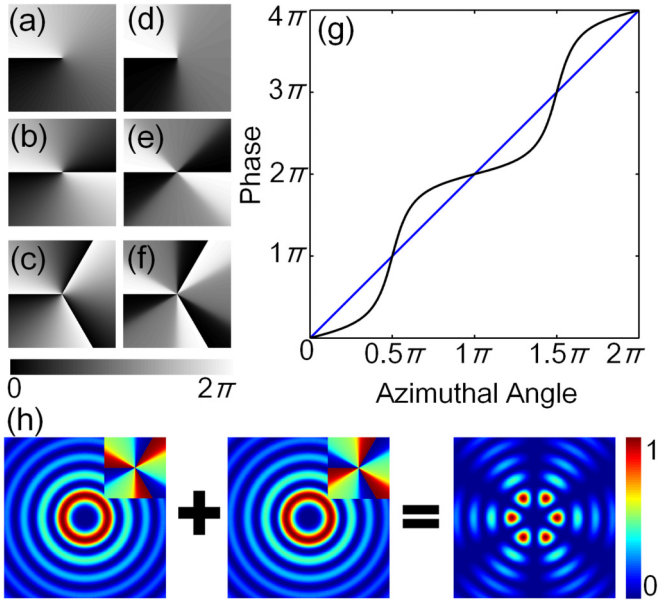 (a)
(d)
(b)
(e)
(c)
(f)
0
2π
(g)
4π
3π
2π
1π
Phase
0
0.5π
1π
1.5π
2π
Azimuthal Angle
(h)
+
=
1
0